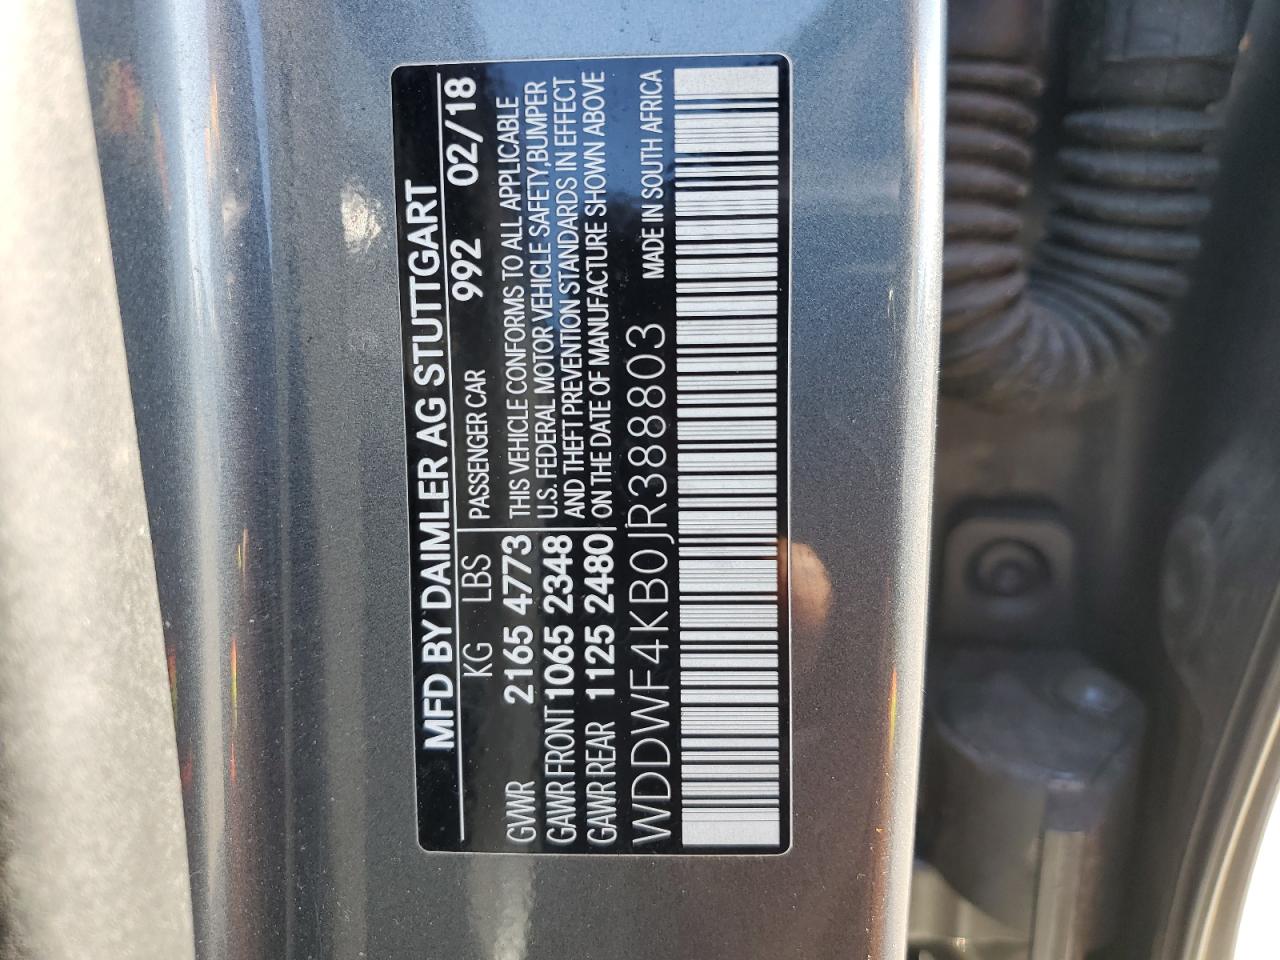 MFD BY DAIMLER AG STUTTGART
KG LBS PASSENGER CAR 992 02/18
GVWR 2165 4773 THIS VEHICLE CONFORMS TO ALL APPLICABLE
U.S. FEDERAL MOTOR VEHICLE SAFETY,BUMPER
GAWR FRONT 1065 2348 AND THEFT PREVENTION STANDARDS IN EFFECT
GAWR REAR 1125 2480 ON THE DATE OF MANUFACTURE SHOWN ABOVE
WDDWF4KB0JR388803 MADE IN SOUTH AFRICA